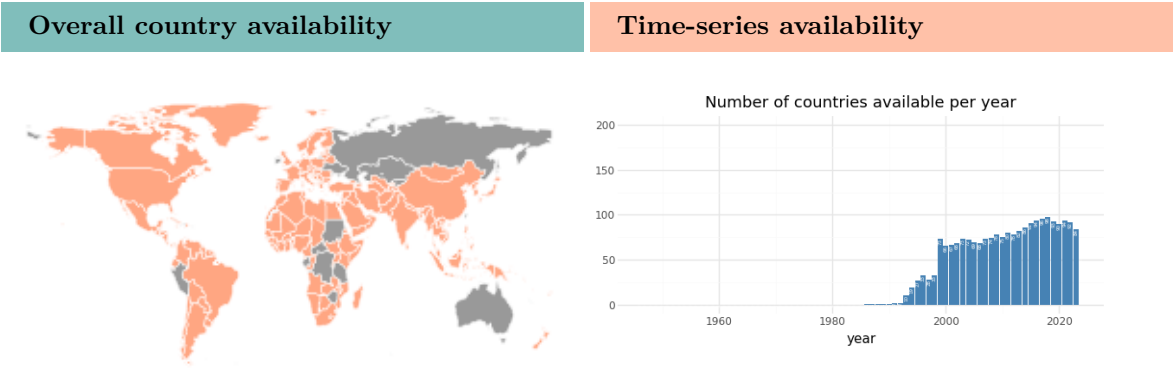 Overall country availability
Time-series availability
Number of countries available per year
200
150
100
50
0
1960
1980
2000
2020
year